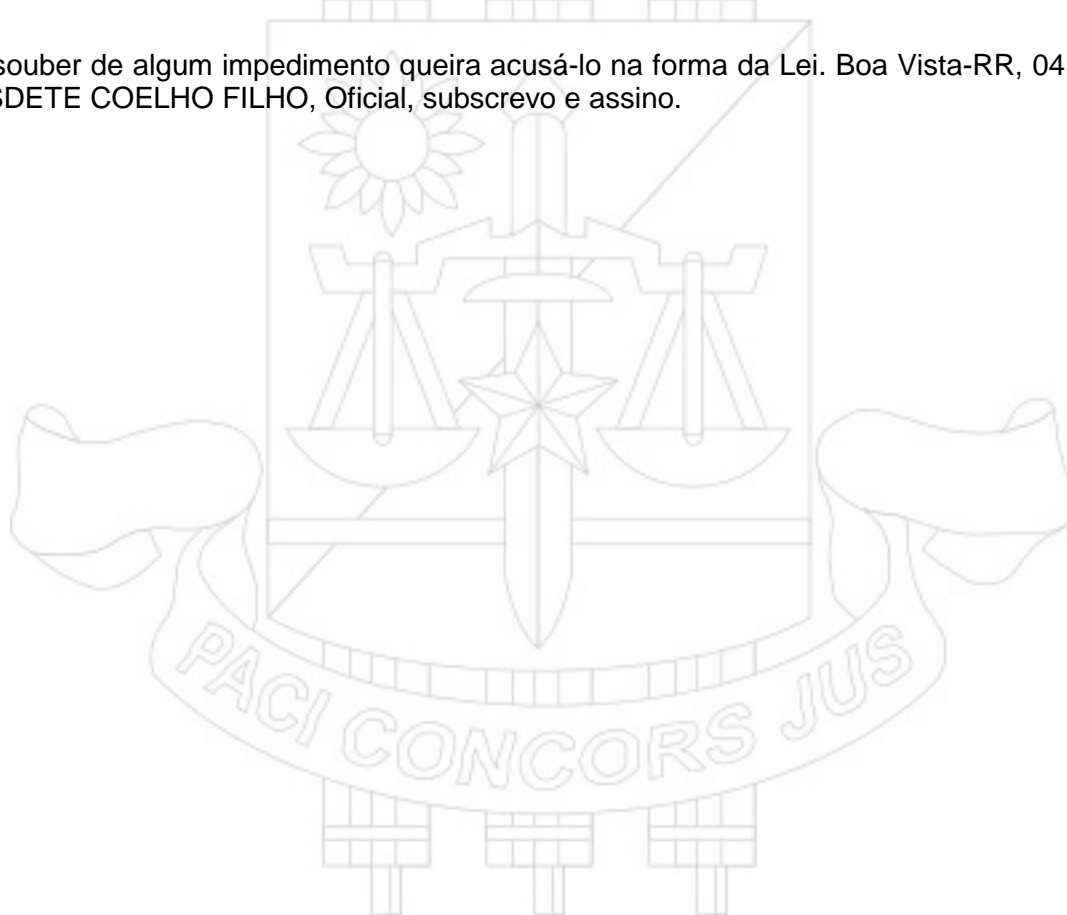 souber de algum impedimento queira acusá-lo na forma da Lei. Boa Vista-RR, 04
SDETE COELHO FILHO, Oficial, subscrevo e assino.
PACI CONCORS JUS